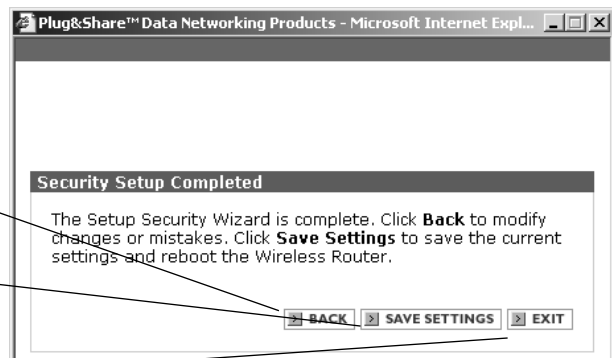 Plug&Share™ Data Networking Products - Microsoft Internet Expl...
Security Setup Completed
The Setup Security Wizard is complete. Click Back to modify
changes or mistakes. Click Save Settings to save the current
settings and reboot the Wireless Router.
BACK SAVE SETTINGS EXIT